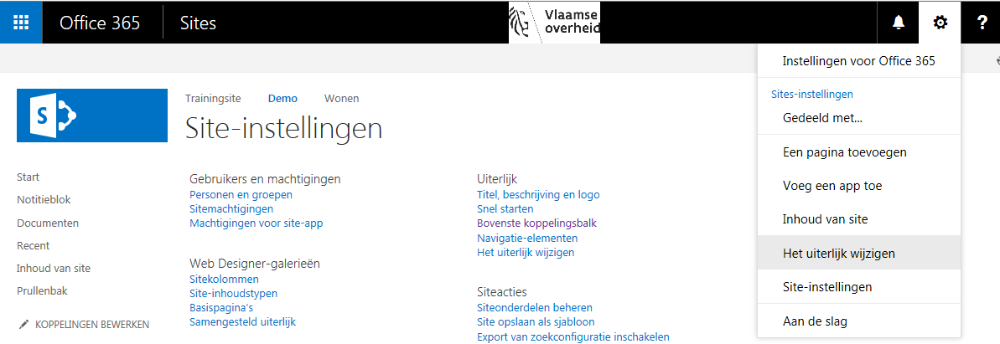 Office 365
Sites
Vlaamse
overheid
?
Instellingen voor Office 365
Sites-instellingen
Gedeeld met...
Een pagina toevoegen
Voeg een app toe
Inhoud van site
Het uiterlijk wijzigen
Site-instellingen
Aan de slag
S
Trainingsite Demo Wonen
Site-instellingen
Start
Notitieblok
Documenten
Recent
Inhoud van site
Prullenbak
KOPPELINGEN BEWERKEN
Gebruikers en machtigingen
Personen en groepen
Sitemachtigingen
Machtigingen voor site-app
Web Designer-galerieën
Sitekolommen
Site-inhoudstypen
Basispagina's
Samengesteld uiterlijk
Uiterlijk
Titel, beschrijving en logo
Snel starten
Bovenste koppelingsbalk
Navigatie-elementen
Het uiterlijk wijzigen
Siteacties
Siteonderdelen beheren
Site opslaan als sjabloon
Export van zoekconfiguratie inschakelen